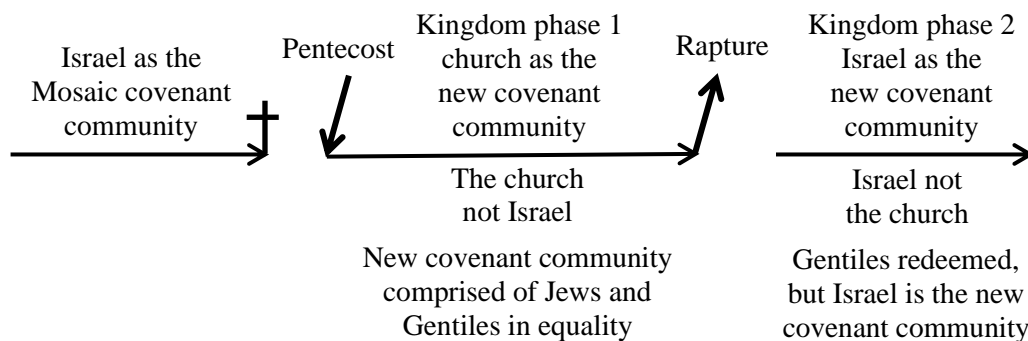 Israel as the
Mosaic covenant
community
Pentecost
Kingdom phase 1
church as the
new covenant
community
Rapture
Kingdom phase 2
Israel as the
new covenant
community
The church
not Israel
Israel not
the church
New covenant community
comprised of Jews and
Gentiles in equality
Gentiles redeemed,
but Israel is the new
covenant community